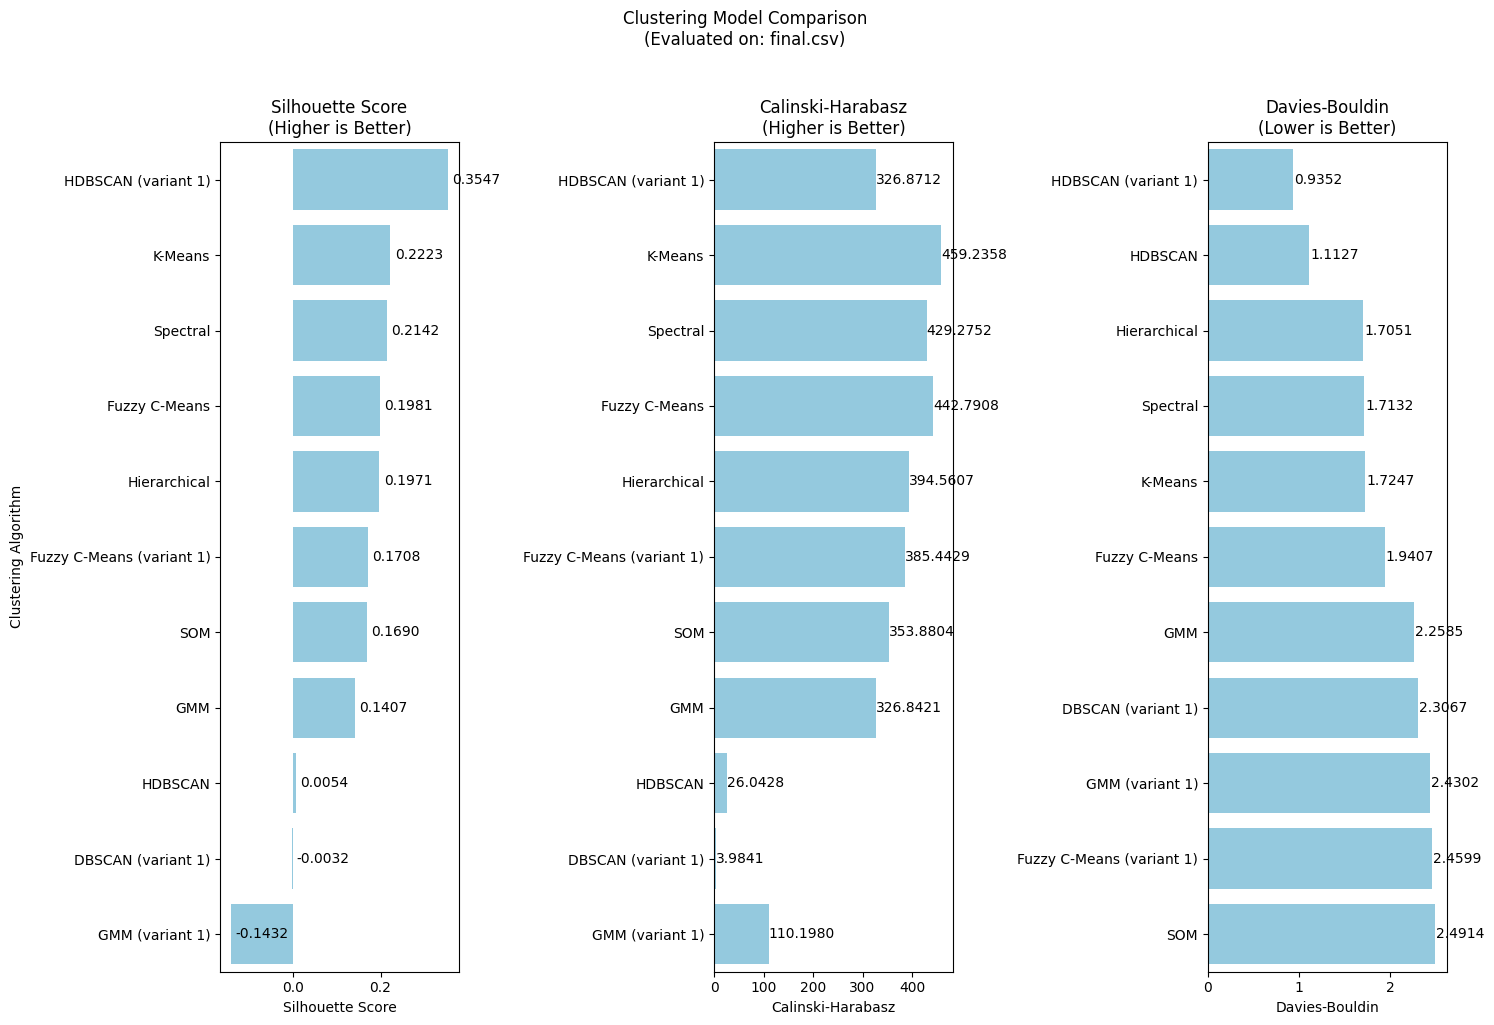 Clustering Model Comparison
(Evaluated on: final.csv)
Silhouette Score
(Higher is Better)
Clustering Algorithm
HDBSCAN (variant 1) 0.3547
K-Means 0.2223
Spectral 0.2142
Fuzzy C-Means 0.1981
Hierarchical 0.1971
Fuzzy C-Means (variant 1) 0.1708
SOM 0.1690
GMM 0.1407
HDBSCAN 0.0054
DBSCAN (variant 1) -0.0032
GMM (variant 1) -0.1432
0.0 0.2
Silhouette Score
Calinski-Harabasz
(Higher is Better)
HDBSCAN (variant 1) 326.8712
K-Means 459.2358
Spectral 429.2752
Fuzzy C-Means 442.7908
Hierarchical 394.5607
Fuzzy C-Means (variant 1) 385.4429
SOM 353.8804
GMM 326.8421
HDBSCAN 26.0428
DBSCAN (variant 1) 3.9841
GMM (variant 1) 110.1980
0 100 200 300 400
Calinski-Harabasz
Davies-Bouldin
(Lower is Better)
HDBSCAN (variant 1) 0.9352
HDBSCAN 1.1127
Hierarchical 1.7051
Spectral 1.7132
K-Means 1.7247
Fuzzy C-Means 1.9407
GMM 2.2585
DBSCAN (variant 1) 2.3067
GMM (variant 1) 2.4302
Fuzzy C-Means (variant 1) 2.4599
SOM 2.4914
0 1 2
Davies-Bouldin